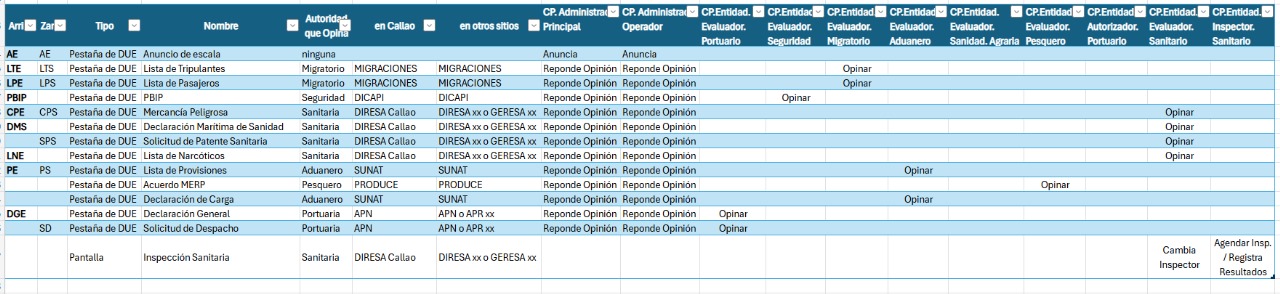 Arri Zar Tipo Nombre Autoridad que Opina en Callao en otros sitios CP. Administrac Principal CP. Administrac Operador CP.Entidad. Evaluador. Portuario CP.Entidad. Evaluador. Seguridad CP.Entidad. Evaluador. Migratorio CP.Entidad. Evaluador. Aduanero CP.Entidad. Evaluador. Sanidad. Agraria CP.Entidad. Evaluador. Pesquero CP.Entidad. Autorizador. Portuario CP.Entidad. Evaluador. Sanitario CP.Entidad. Inspector. Sanitario
AE AE Pestaña de DUE Anuncio de escala ninguna Anuncia Anuncia
LTE LTS Pestaña de DUE Lista de Tripulantes Migratorio MIGRACIONES MIGRACIONES Reponde Opinión Reponde Opinión Opinar
LPE LPS Pestaña de DUE Lista de Pasajeros Migratorio MIGRACIONES MIGRACIONES Reponde Opinión Reponde Opinión Opinar
PBIP Pestaña de DUE PBIP Seguridad DICAPI DICAPI Reponde Opinión Reponde Opinión Opinar
CPE CPS Pestaña de DUE Mercancía Peligrosa Sanitaria DIRESA Callao DIRESA xx o GERESA xx Reponde Opinión Reponde Opinión Opinar
DMS Pestaña de DUE Declaración Marítima de Sanidad Sanitaria DIRESA Callao DIRESA xx o GERESA xx Reponde Opinión Reponde Opinión Opinar
SPS Pestaña de DUE Solicitud de Patente Sanitaria Sanitaria DIRESA Callao DIRESA xx o GERESA xx Reponde Opinión Reponde Opinión Opinar
LNE Pestaña de DUE Lista de Narcóticos Sanitaria DIRESA Callao DIRESA xx o GERESA xx Reponde Opinión Reponde Opinión Opinar
PE PS Pestaña de DUE Lista de Provisiones Aduanero SUNAT SUNAT Reponde Opinión Reponde Opinión Opinar
Pestaña de DUE Acuerdo MERP Pesquero PRODUCE PRODUCE Reponde Opinión Reponde Opinión Opinar
Pestaña de DUE Declaración de Carga Aduanero SUNAT SUNAT Reponde Opinión Reponde Opinión Opinar
DGE Pestaña de DUE Declaración General Portuaria APN APN o APR xx Reponde Opinión Reponde Opinión Opinar
SD Pestaña de DUE Solicitud de Despacho Portuaria APN APN o APR xx Reponde Opinión Reponde Opinión Opinar
Pantalla Inspección Sanitaria Sanitaria DIRESA Callao DIRESA xx o GERESA xx Cambia Inspector Agendar Insp. / Registra Resultados